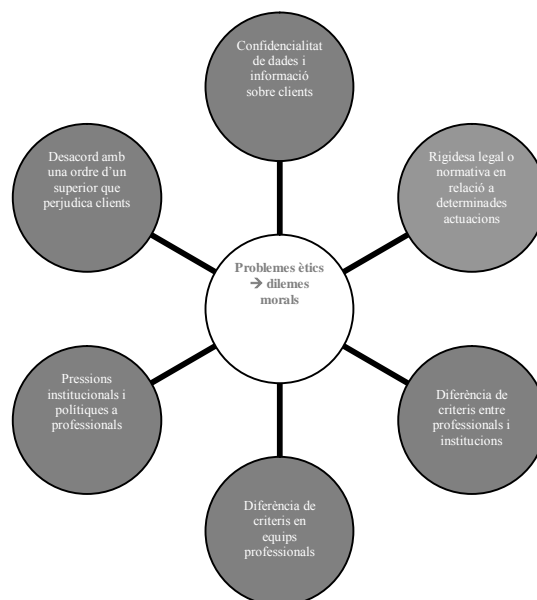 Confidencialitat
de dades i
informació
sobre clients
Desacord amb
una ordre d'un
superior que
perjudica clients
Rigidesa legal o
normativa en
relació a
determinades
actuacions
Problemes ètics
→ dilemes
morals
Pressions
institucionals i
polítiques a
professionals
Diferència de
criteris entre
professionals i
institucions
Diferència de
criteris en
equips
professionals